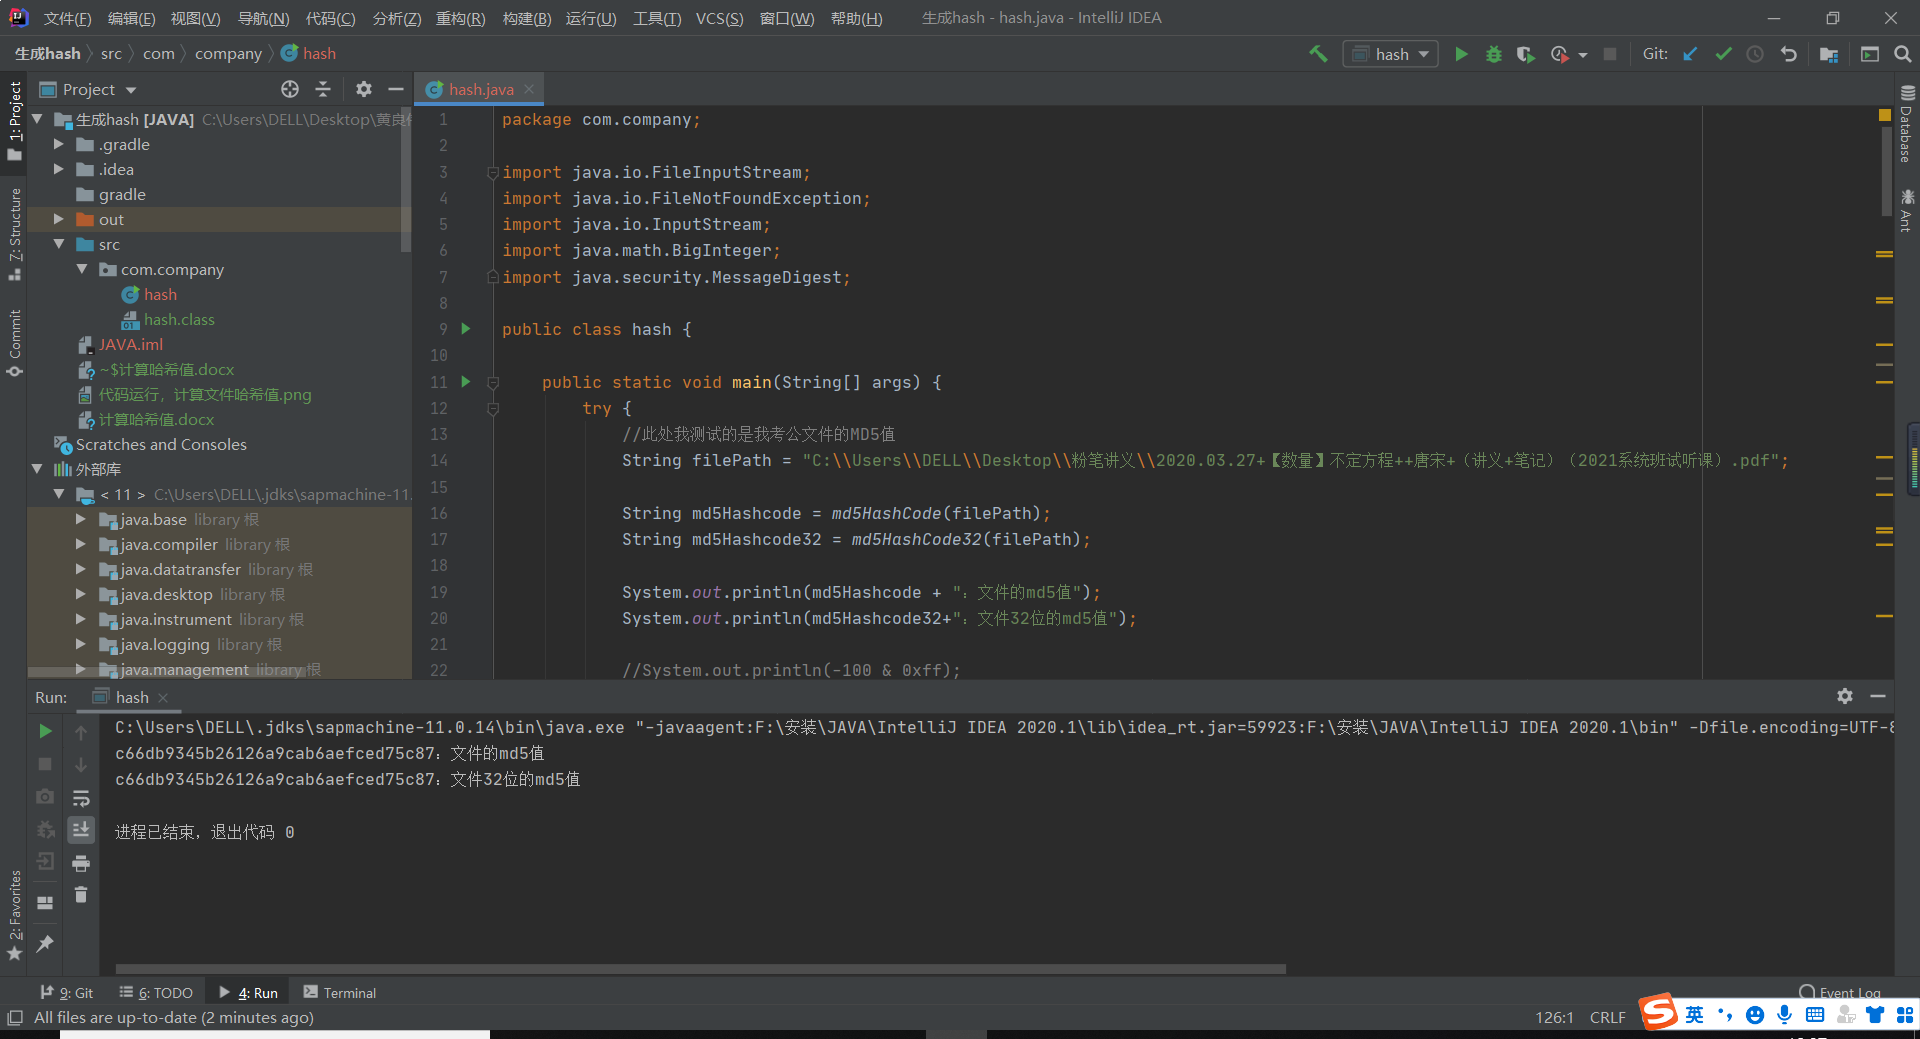 文件(F) 编辑(E) 视图(V) 导航(N) 代码(C) 分析(Z) 重构(R) 构建(B) 运行(U) 工具(T) VCS(S) 窗口(W) 帮助(H) 生成hash - hash.java - IntelliJ IDEA
生成hash src com company hash
hash Git:
1: Project
7: Structure
Commit
2: Favorites
Database
Ant
Project
生成hash [JAVA] C:\Users\DELL\Desktop\黄良
.gradle
.idea
gradle
out
src
com.company
hash
hash.class
JAVA.iml
~$计算哈希值.docx
代码运行，计算文件哈希值.png
计算哈希值.docx
Scratches and Consoles
外部库
< 11 > C:\Users\DELL\.jdks\sapmachine-11.
java.base library 根
java.compiler library 根
java.datatransfer library 根
java.desktop library 根
java.instrument library 根
java.logging library 根
java.management library 根
hash.java
1 package com.company;
2
3 import java.io.FileInputStream;
4 import java.io.FileNotFoundException;
5 import java.io.InputStream;
6 import java.math.BigInteger;
7 import java.security.MessageDigest;
8
9 public class hash {
10
11 public static void main(String[] args) {
12 try {
13 //此处我测试的是我考公文件的MD5值
14 String filePath = "C:\\Users\\DELL\\Desktop\\粉笔讲义\\2020.03.27+【数量】不定方程++唐宋+（讲义+笔记）（2021系统班试听课）.pdf";
15
16 String md5Hashcode = md5HashCode(filePath);
17 String md5Hashcode32 = md5HashCode32(filePath);
18
19 System.out.println(md5Hashcode + "：文件的md5值");
20 System.out.println(md5Hashcode32+"：文件32位的md5值");
21
22 //System.out.println(-100 & 0xff);
Run: hash
C:\Users\DELL\.jdks\sapmachine-11.0.14\bin\java.exe "-javaagent:F:\安装\JAVA\IntelliJ IDEA 2020.1\lib\idea_rt.jar=59923:F:\安装\JAVA\IntelliJ IDEA 2020.1\bin" -Dfile.encoding=UTF-8
c66db9345b26126a9cab6aefced75c87：文件的md5值
c66db9345b26126a9cab6aefced75c87：文件32位的md5值
进程已结束，退出代码 0
9: Git 6: TODO 4: Run Terminal Event Log
All files are up-to-date (2 minutes ago) 126:1 CRLF 英